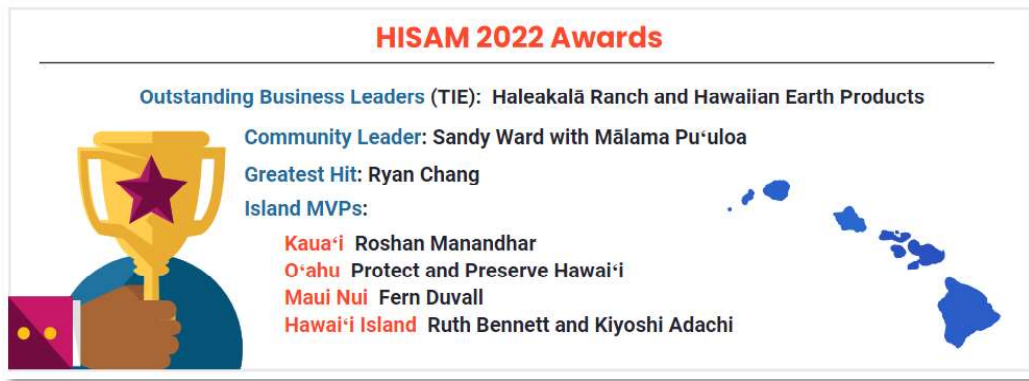 HISAM 2022 Awards
Outstanding Business Leaders (TIE): Haleakalā Ranch and Hawaiian Earth Products
Community Leader: Sandy Ward with Mālama Puʻuloa
Greatest Hit: Ryan Chang
Island MVPs:
Kauaʻi Roshan Manandhar
Oʻahu Protect and Preserve Hawaiʻi
Maui Nui Fern Duvall
Hawaiʻi Island Ruth Bennett and Kiyoshi Adachi